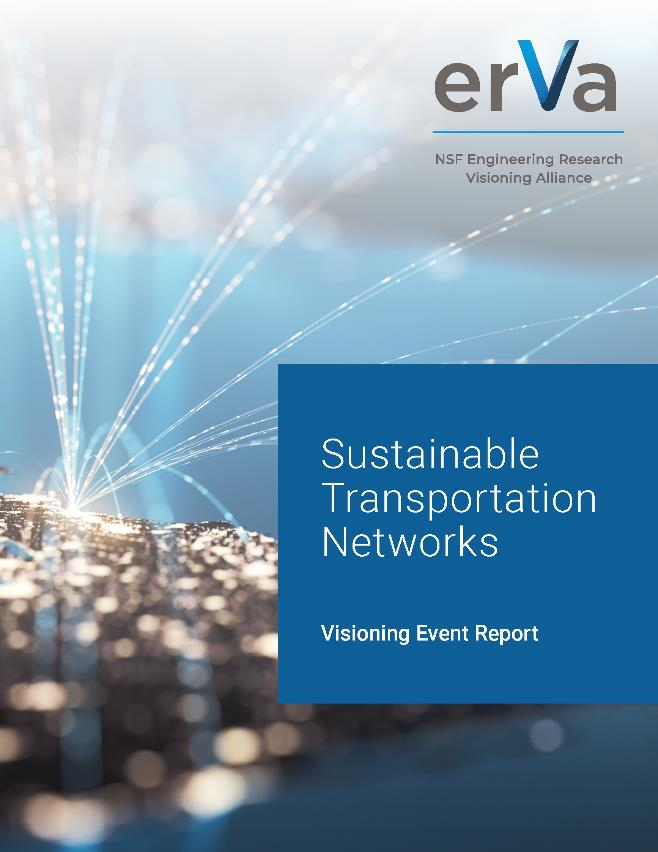 erVa
NSF Engineering Research
Visioning Alliance
Sustainable
Transportation
Networks
Visioning Event Report